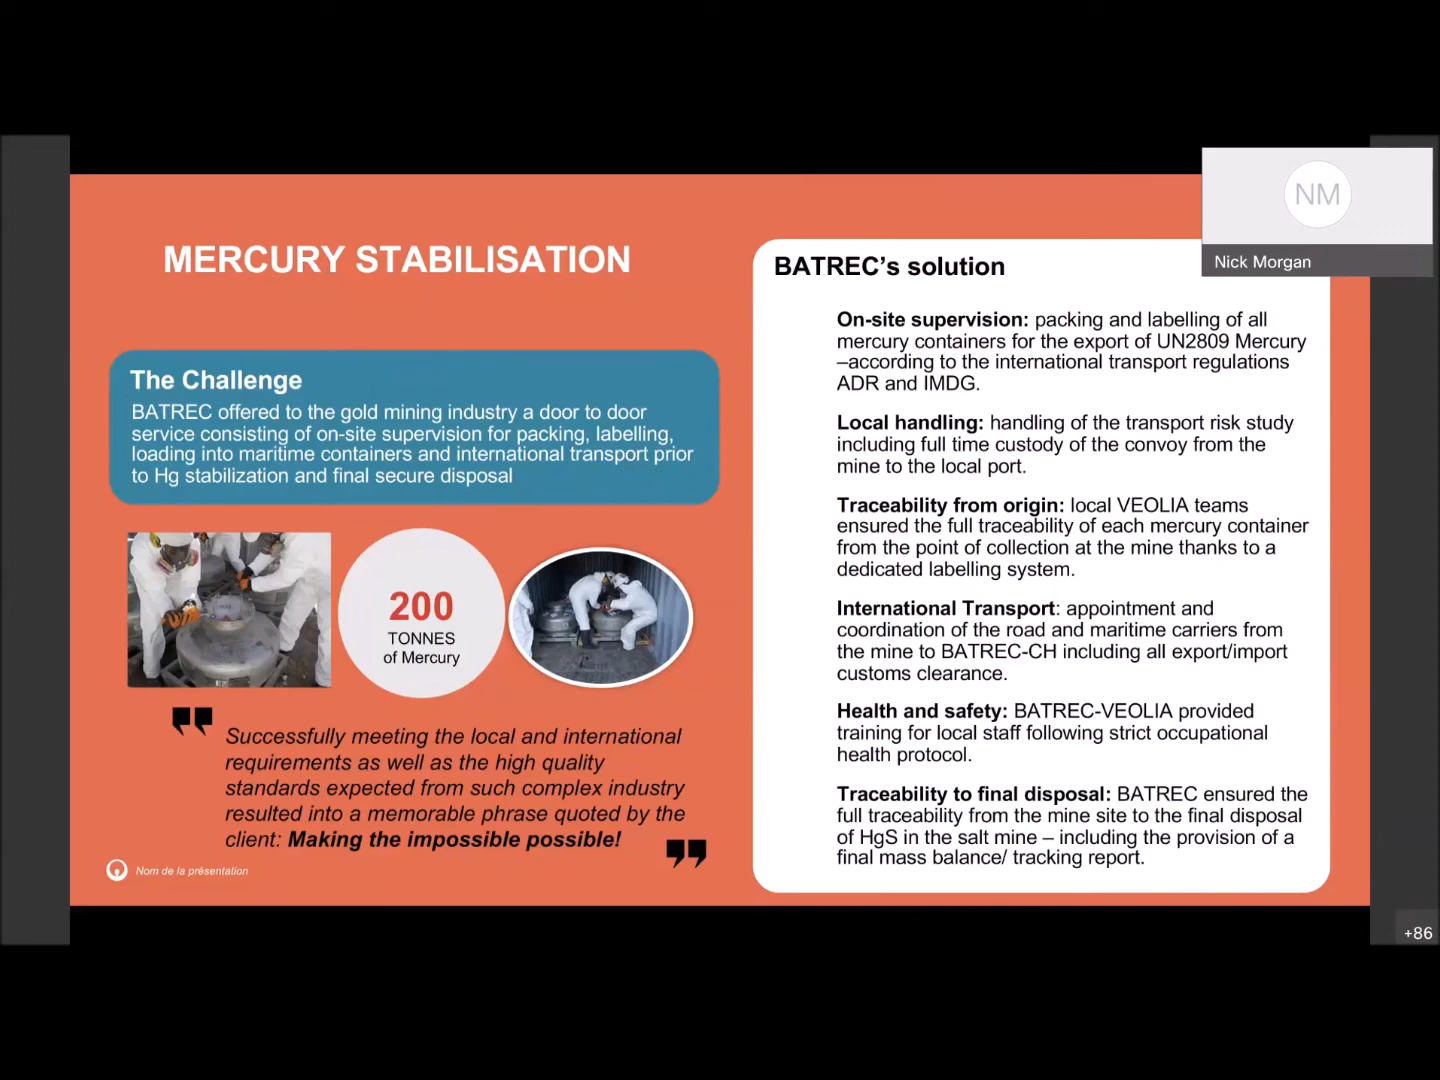 MERCURY STABILISATION
The Challenge
BATREC offered to the gold mining industry a door to door
service consisting of on-site supervision for packing, labelling,
loading into maritime containers and international transport prior
to Hg stabilization and final secure disposal
200
TONNES
of Mercury
Successfully meeting the local and international
requirements as well as the high quality
standards expected from such complex industry
resulted into a memorable phrase quoted by the
client: Making the impossible possible!
Nom de la présentation
BATREC’s solution
On-site supervision: packing and labelling of all
mercury containers for the export of UN2809 Mercury
–according to the international transport regulations
ADR and IMDG.
Local handling: handling of the transport risk study
including full time custody of the convoy from the
mine to the local port.
Traceability from origin: local VEOLIA teams
ensured the full traceability of each mercury container
from the point of collection at the mine thanks to a
dedicated labelling system.
International Transport: appointment and
coordination of the road and maritime carriers from
the mine to BATREC-CH including all export/import
customs clearance.
Health and safety: BATREC-VEOLIA provided
training for local staff following strict occupational
health protocol.
Traceability to final disposal: BATREC ensured the
full traceability from the mine site to the final disposal
of HgS in the salt mine – including the provision of a
final mass balance/ tracking report.
NM
Nick Morgan
+86